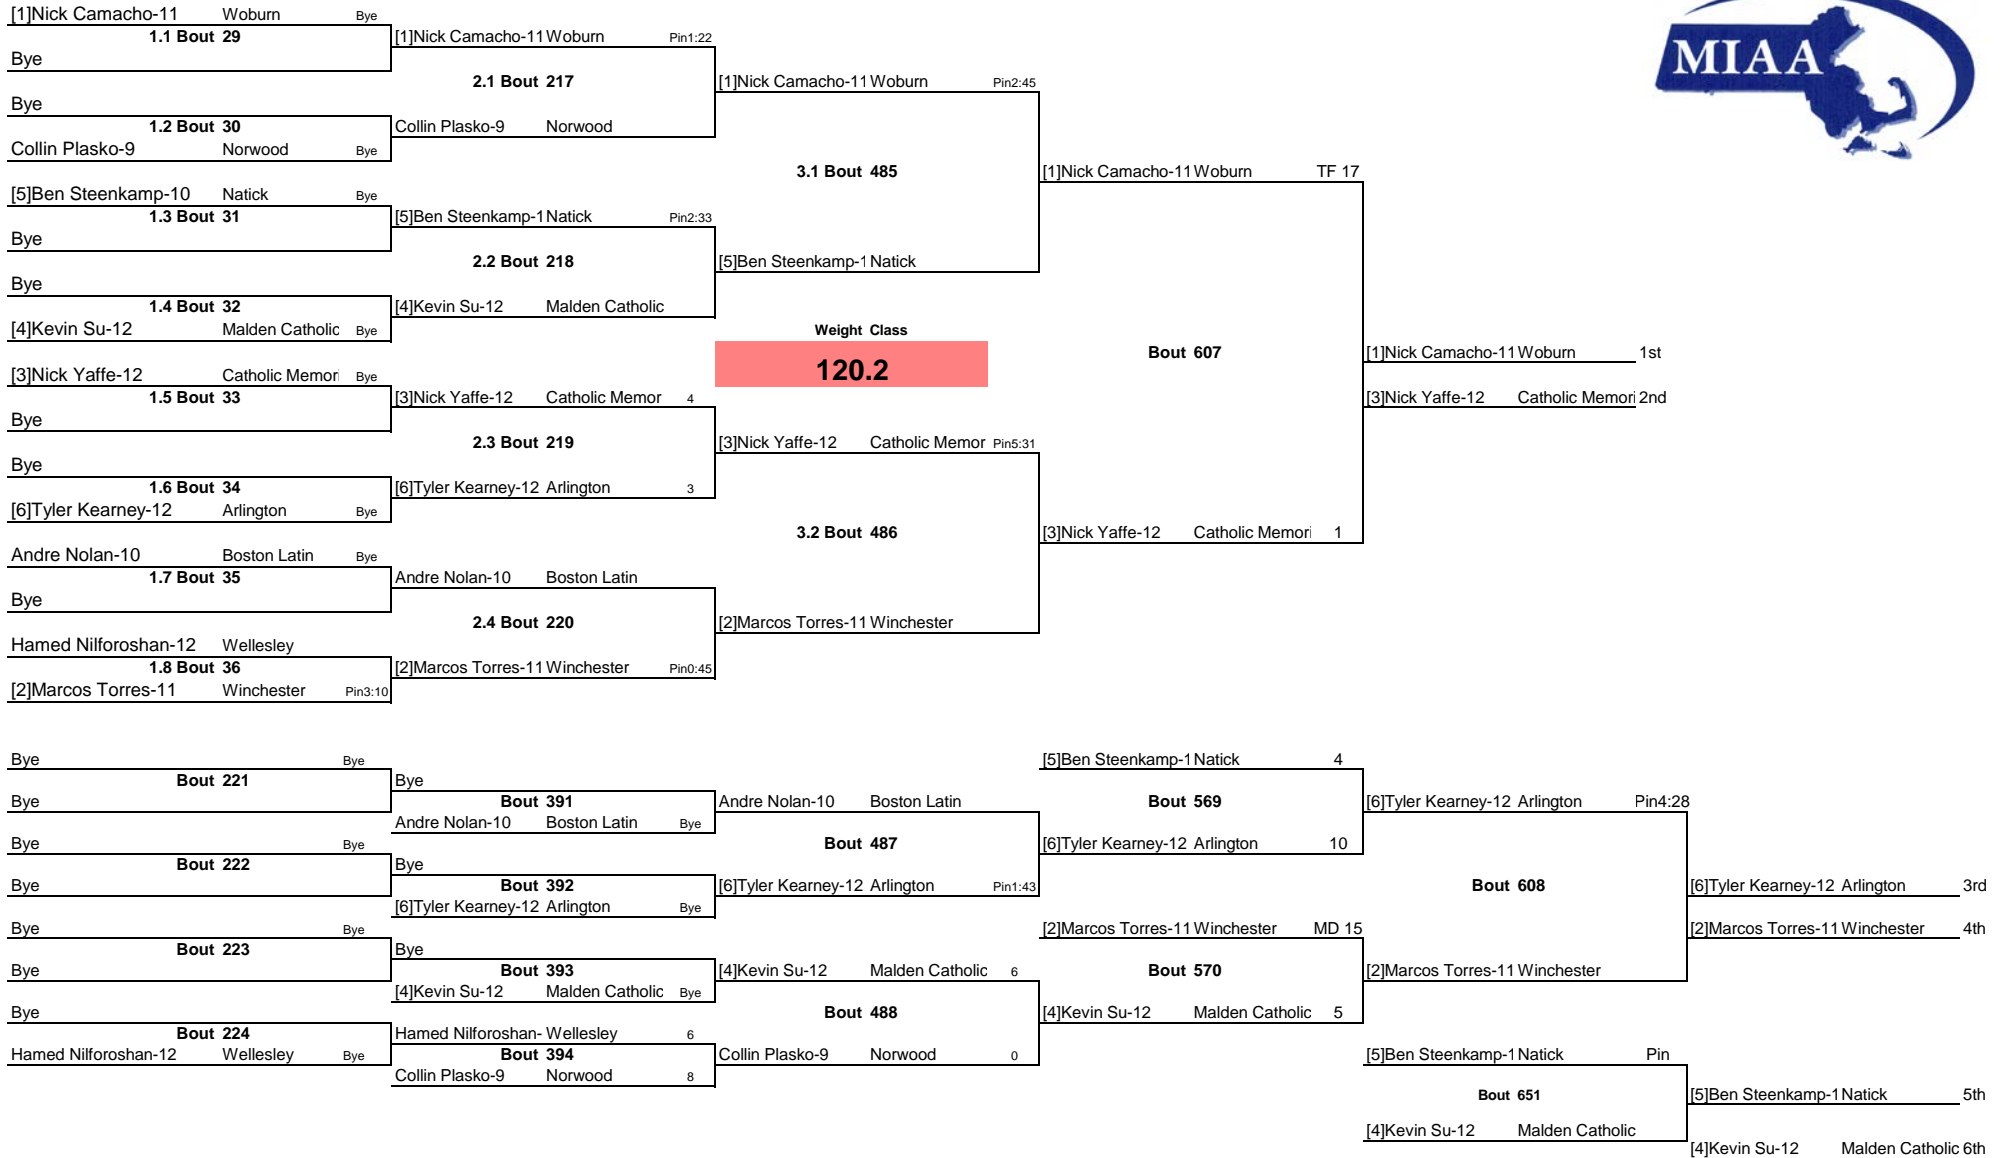 [1]Nick Camacho-11 Woburn Bye
1.1 Bout 29
Bye
Bye
1.2 Bout 30
Collin Plasko-9 Norwood Bye
[5]Ben Steenkamp-10 Natick Bye
1.3 Bout 31
Bye
Bye
1.4 Bout 32
[4]Kevin Su-12 Malden Catholic Bye
[3]Nick Yaffe-12 Catholic Memori Bye
1.5 Bout 33
Bye
Bye
1.6 Bout 34
[6]Tyler Kearney-12 Arlington Bye
Andre Nolan-10 Boston Latin Bye
1.7 Bout 35
Bye
Hamed Nilforoshan-12 Wellesley
1.8 Bout 36
[2]Marcos Torres-11 Winchester Pin3:10
[1]Nick Camacho-11 Woburn Pin1:22
2.1 Bout 217
Collin Plasko-9 Norwood
[5]Ben Steenkamp-1 Natick Pin2:33
2.2 Bout 218
[4]Kevin Su-12 Malden Catholic
[3]Nick Yaffe-12 Catholic Memor 4
2.3 Bout 219
[6]Tyler Kearney-12 Arlington 3
Andre Nolan-10 Boston Latin
2.4 Bout 220
[2]Marcos Torres-11 Winchester Pin0:45
[1]Nick Camacho-11 Woburn Pin2:45
3.1 Bout 485
[5]Ben Steenkamp-1 Natick
Weight Class
120.2
[3]Nick Yaffe-12 Catholic Memor Pin5:31
3.2 Bout 486
[2]Marcos Torres-11 Winchester
[1]Nick Camacho-11 Woburn TF 17
Bout 607
[3]Nick Yaffe-12 Catholic Memori 1
[1]Nick Camacho-11 Woburn 1st
[3]Nick Yaffe-12 Catholic Memori 2nd
MIAA
Bye Bye
Bout 221
Bye
Bye Bye
Bout 222
Bye
Bye Bye
Bout 223
Bye
Bye
Bout 224
Hamed Nilforoshan-12 Wellesley Bye
Bye
Bout 391
Andre Nolan-10 Boston Latin Bye
Bye
Bout 392
[6]Tyler Kearney-12 Arlington Bye
Bye
Bout 393
[4]Kevin Su-12 Malden Catholic Bye
Hamed Nilforoshan- Wellesley 6
Bout 394
Collin Plasko-9 Norwood 8
Andre Nolan-10 Boston Latin
Bout 487
[6]Tyler Kearney-12 Arlington Pin1:43
[4]Kevin Su-12 Malden Catholic 6
Bout 488
Collin Plasko-9 Norwood 0
[5]Ben Steenkamp-1 Natick 4
Bout 569
[6]Tyler Kearney-12 Arlington 10
[2]Marcos Torres-11 Winchester MD 15
Bout 570
[4]Kevin Su-12 Malden Catholic 5
[6]Tyler Kearney-12 Arlington Pin4:28
Bout 608
[2]Marcos Torres-11 Winchester
[6]Tyler Kearney-12 Arlington 3rd
[2]Marcos Torres-11 Winchester 4th
[5]Ben Steenkamp-1 Natick Pin
Bout 651
[4]Kevin Su-12 Malden Catholic
[5]Ben Steenkamp-1 Natick 5th
[4]Kevin Su-12 Malden Catholic 6th